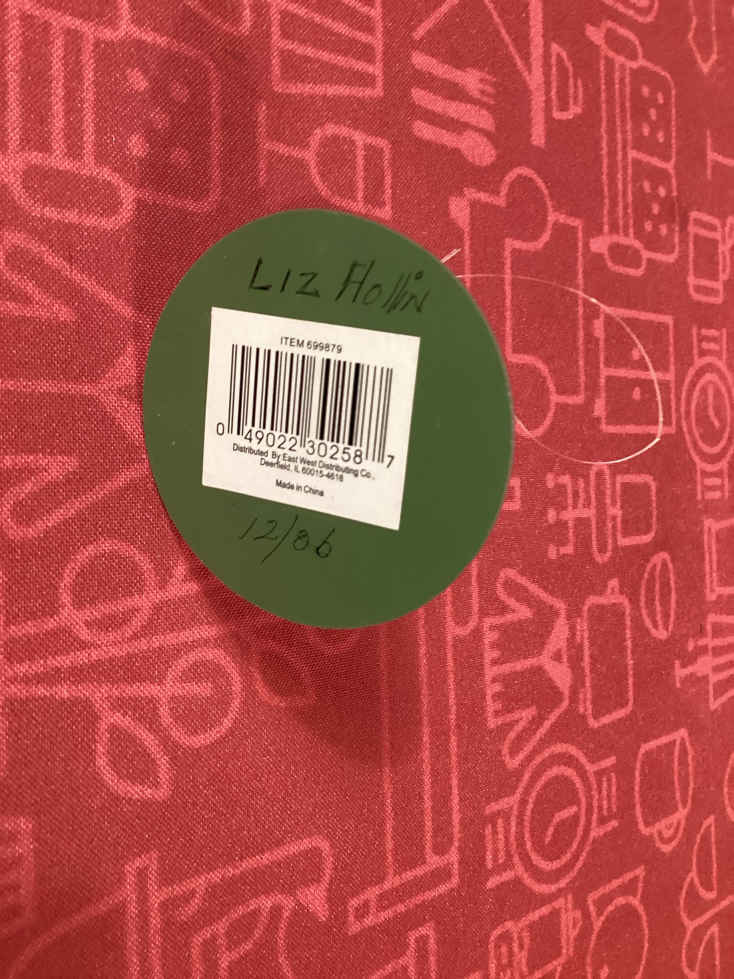 LIZ Hollin
ITEM 699879
0 49022 30258 7
Distributed By East West Distributing Co.,
Deerfield, IL 60015-4616
Made in China
12/06